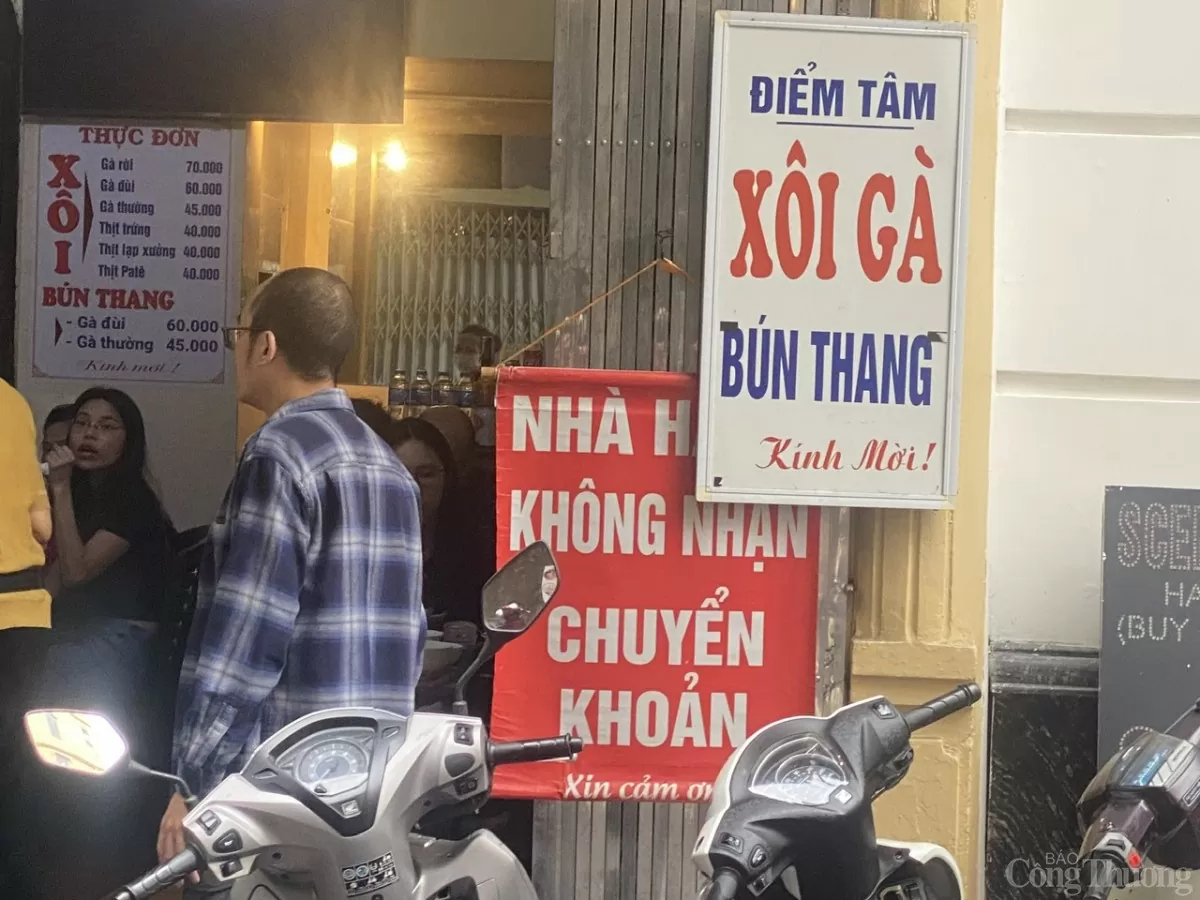 THỰC ĐƠN
XÔI
Gà rời 70.000
Gà đùi 60.000
Gà thường 45.000
Thịt trứng 40.000
Thịt lạp xưởng 40.000
Thịt Patê 40.000
BÚN THANG
- Gà đùi 60.000
- Gà thường 45.000
Kính mời!
ĐIỂM TÂM
XÔI GÀ
BÚN THANG
Kính Mời!
NHÀ
KHÔNG NHẬN
CHUYỂN
KHOẢN
Xin cảm ơn
HA
(BUY
BÁO
Công Thương